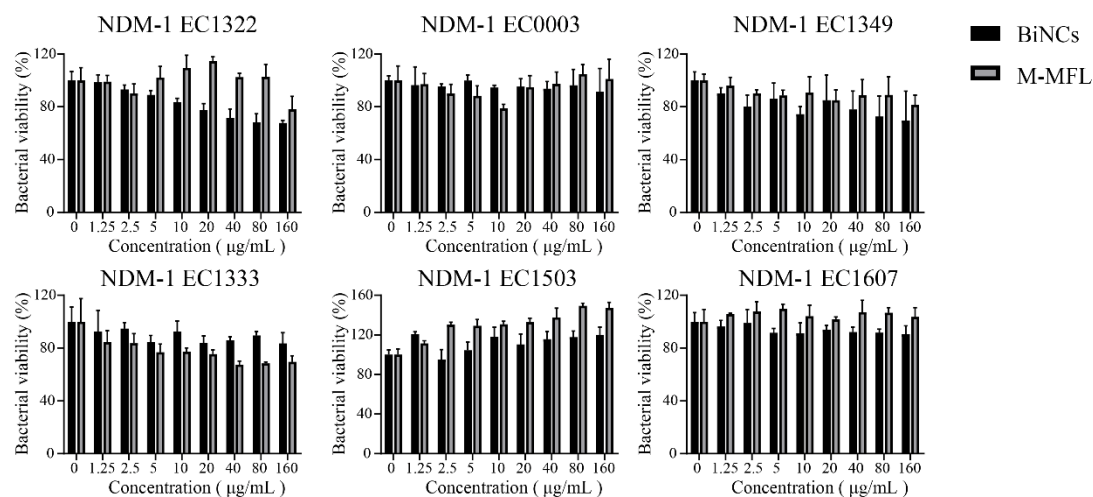 NDM-1 EC1322
NDM-1 EC0003
NDM-1 EC1349
BiNCs
M-MFL
Bacterial viability (%)
120
80
40
0
0 1.25 2.5 5 10 20 40 80 160
Concentration ( μg/mL )
Bacterial viability (%)
120
80
40
0
0 1.25 2.5 5 10 20 40 80 160
Concentration ( μg/mL )
Bacterial viability (%)
120
80
40
0
0 1.25 2.5 5 10 20 40 80 160
Concentration ( μg/mL )
NDM-1 EC1333
NDM-1 EC1503
NDM-1 EC1607
Bacterial viability (%)
120
80
40
0
0 1.25 2.5 5 10 20 40 80 160
Concentration ( μg/mL )
Bacterial viability (%)
160
120
80
40
0
0 1.25 2.5 5 10 20 40 80 160
Concentration ( μg/mL )
Bacterial viability (%)
120
80
40
0
0 1.25 2.5 5 10 20 40 80 160
Concentration ( μg/mL )